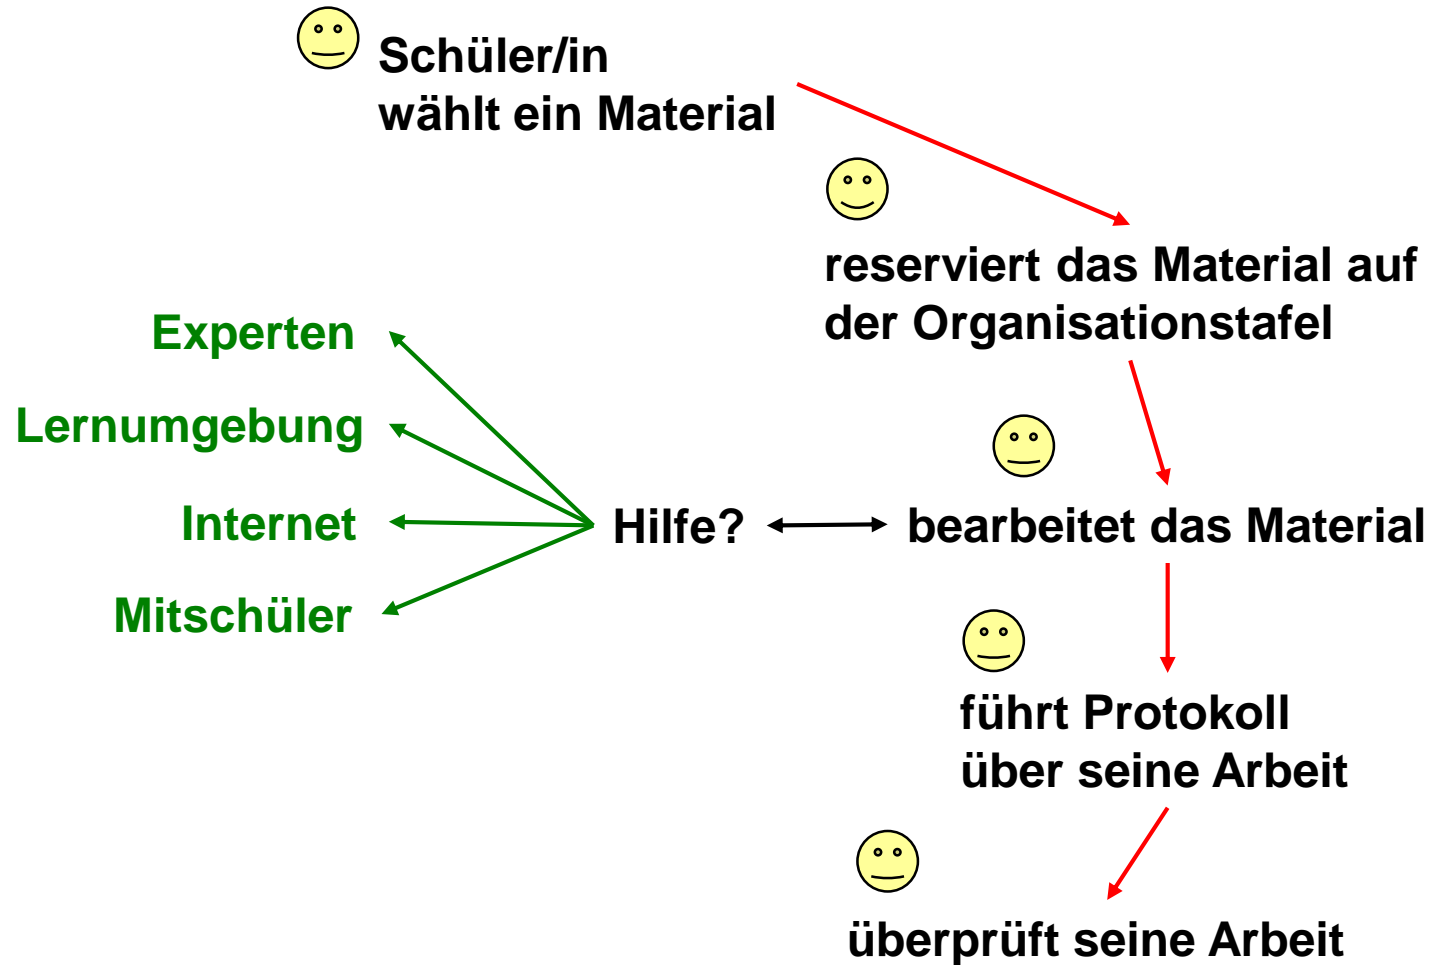 Schüler/in
wählt ein Material
reserviert das Material auf
der Organisationstafel
Experten
Lernumgebung
Internet
Mitschüler
Hilfe?
bearbeitet das Material
führt Protokoll
über seine Arbeit
überprüft seine Arbeit